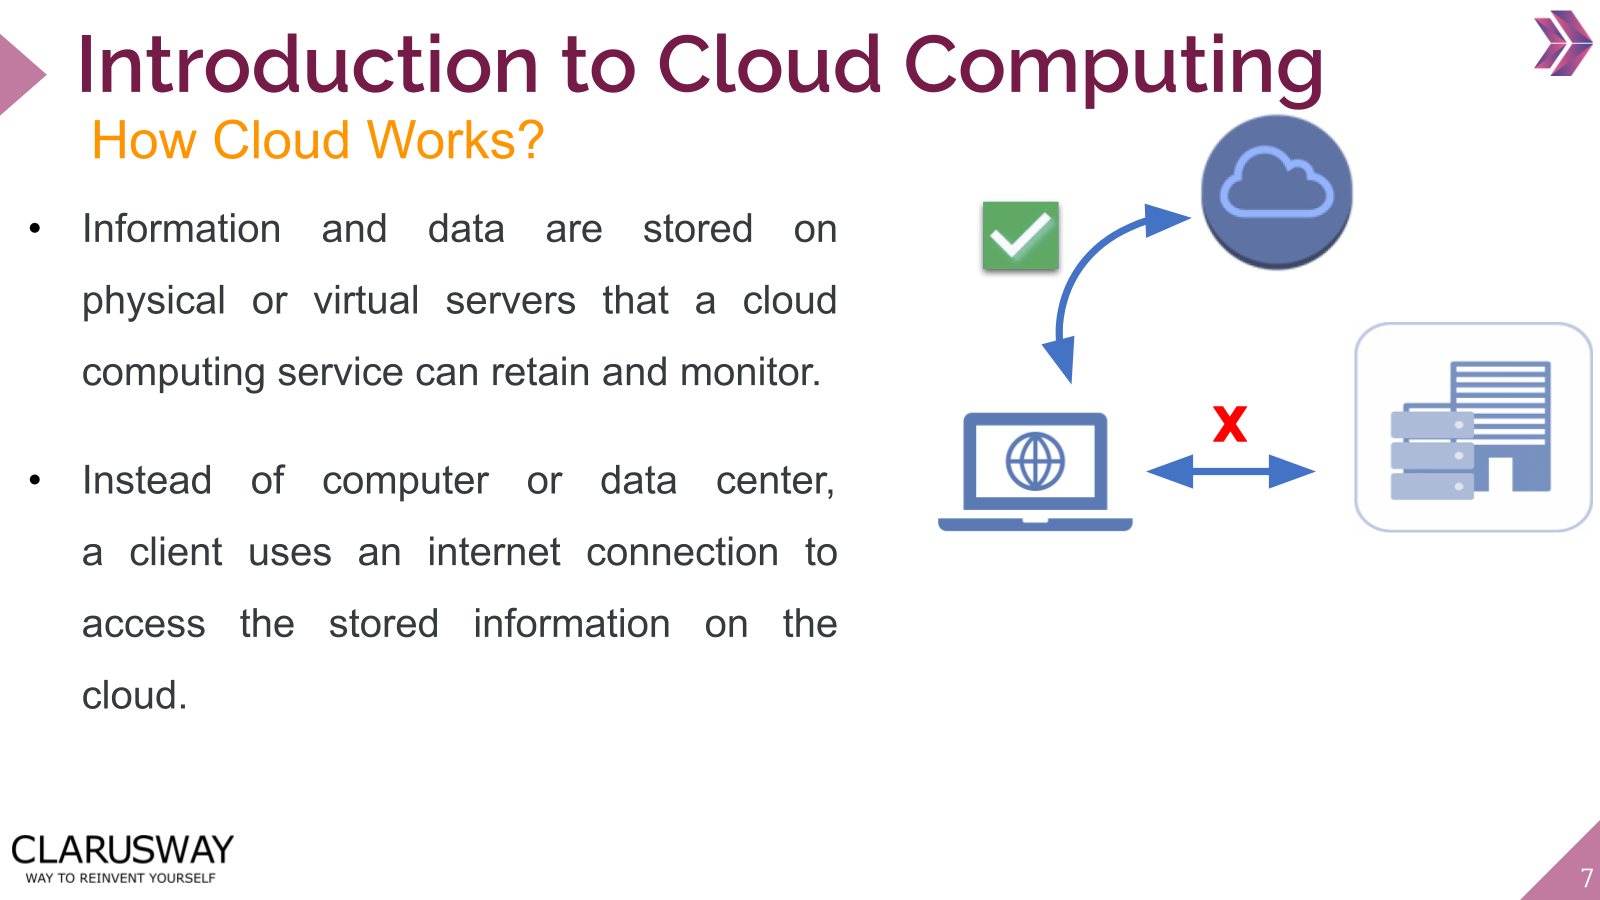 Introduction to Cloud Computing
How Cloud Works?
• Information and data are stored on
physical or virtual servers that a cloud
computing service can retain and monitor.
• Instead of computer or data center,
a client uses an internet connection to
access the stored information on the
cloud.
X
CLARUSWAY
WAY TO REINVENT YOURSELF
7